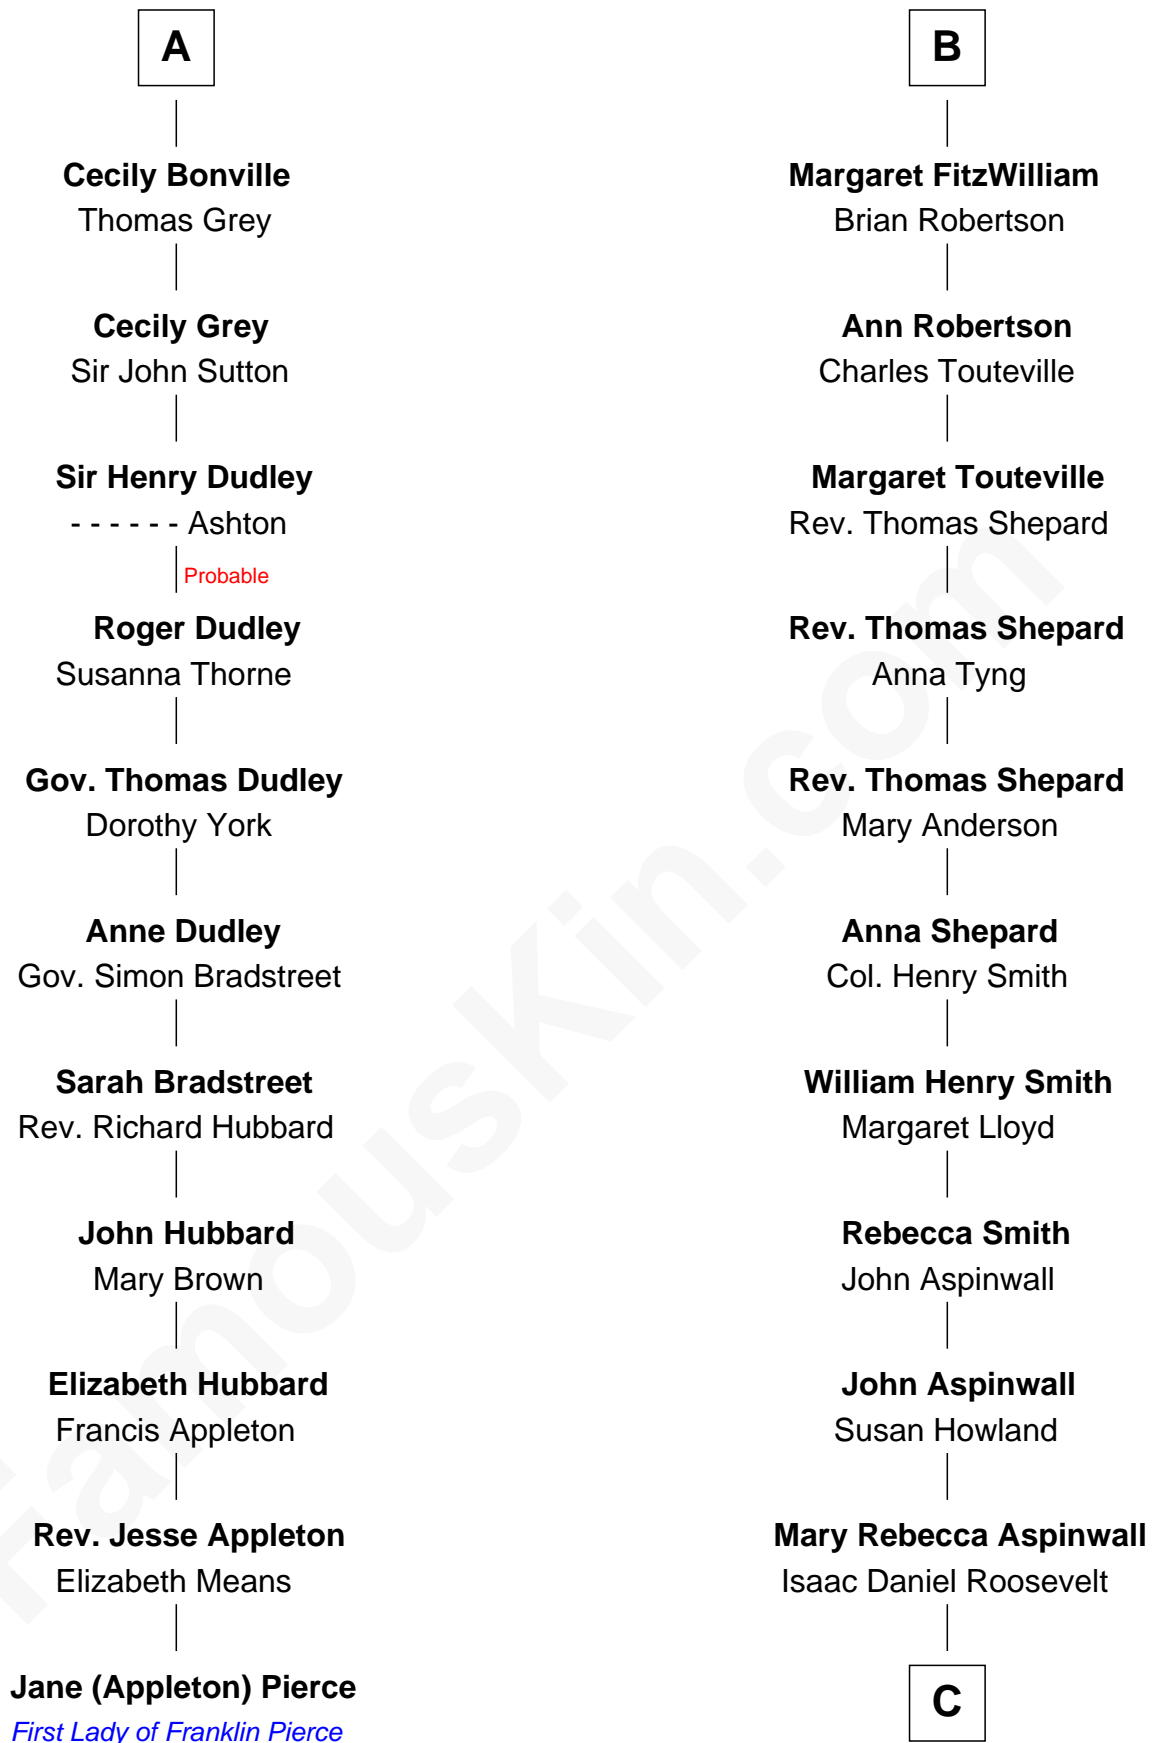 A
Cecily Bonville
Thomas Grey
Cecily Grey
Sir John Sutton
Sir Henry Dudley
- - - - - - Ashton
Probable
Roger Dudley
Susanna Thorne
Gov. Thomas Dudley
Dorothy York
Anne Dudley
Gov. Simon Bradstreet
Sarah Bradstreet
Rev. Richard Hubbard
John Hubbard
Mary Brown
Elizabeth Hubbard
Francis Appleton
Rev. Jesse Appleton
Elizabeth Means
Jane (Appleton) Pierce
First Lady of Franklin Pierce
B
Margaret FitzWilliam
Brian Robertson
Ann Robertson
Charles Touteville
Margaret Touteville
Rev. Thomas Shepard
Rev. Thomas Shepard
Anna Tyng
Rev. Thomas Shepard
Mary Anderson
Anna Shepard
Col. Henry Smith
William Henry Smith
Margaret Lloyd
Rebecca Smith
John Aspinwall
John Aspinwall
Susan Howland
Mary Rebecca Aspinwall
Isaac Daniel Roosevelt
C
FamousKin.com